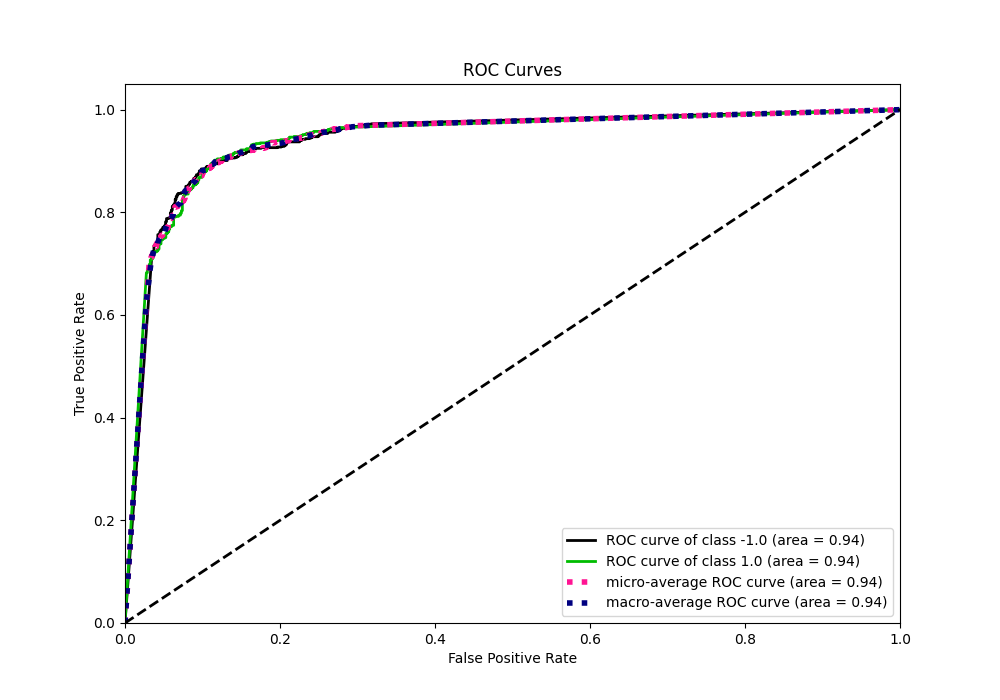 ROC Curves
True Positive Rate
1.0
0.8
0.6
0.4
0.2
0.0
ROC curve of class -1.0 (area = 0.94)
ROC curve of class 1.0 (area = 0.94)
micro-average ROC curve (area = 0.94)
macro-average ROC curve (area = 0.94)
0.0 0.2 0.4 0.6 0.8 1.0
False Positive Rate